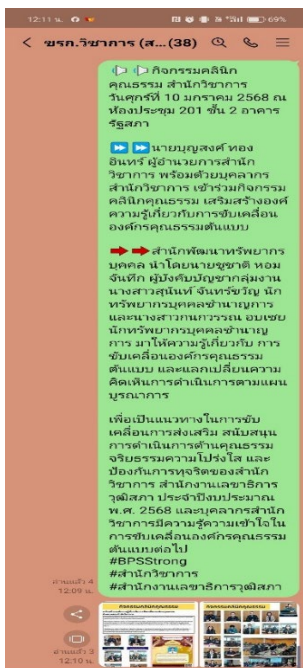 12:11 น.
69%
ขรก.วิชาการ (ส...(38)
กิจกรรมคลินิก
คุณธรรม สำนักวิชาการ
วันศุกร์ที่ 10 มกราคม 2568 ณ
ห้องประชุม 201 ชั้น 2 อาคาร
รัฐสภา
นายบุญสงค์ ทอง
อินทร์ ผู้อำนวยการสำนัก
วิชาการ พร้อมด้วยบุคลากร
สำนักวิชาการ เข้าร่วมกิจกรรม
คลินิกคุณธรรม เสริมสร้างองค์
ความรู้เกี่ยวกับการขับเคลื่อน
องค์กรคุณธรรมต้นแบบ
สำนักพัฒนาทรัพยากร
บุคคล นำโดยนายชูชาติ หอม
จันทึก ผู้บังคับบัญชากลุ่มงาน
นางสาวสุนันท์ จันทร์ขวัญ นัก
ทรัพยากรบุคคลชำนาญการ
และนางสาวกนกวรรณ อบเชย
นักทรัพยากรบุคคลชำนาญ
การ มาให้ความรู้เกี่ยวกับ การ
ขับเคลื่อนองค์กรคุณธรรม
ต้นแบบ และแลกเปลี่ยนความ
คิดเห็นการดำเนินการตามแผน
บูรณาการ
เพื่อเป็นแนวทางในการขับ
เคลื่อนการส่งเสริม สนับสนุน
การดำเนินการด้านคุณธรรม
จริยธรรมความโปร่งใส และ
ป้องกันการทุจริตของสำนัก
วิชาการ สำนักงานเลขาธิการ
วุฒิสภา ประจำปีงบประมาณ
พ.ศ. 2568 และบุคลากรสำนัก
วิชาการมีความรู้ความเข้าใจใน
การขับเคลื่อนองค์กรคุณธรรม
ต้นแบบต่อไป
#BPSStrong
#สำนักวิชาการ
#สำนักงานเลขาธิการวุฒิสภา
อ่านแล้ว 4
12:09 น.
กิจกรรมคลินิกคุณธรรม
กิจกรรมคลินิกคุณธรรม
อ่านแล้ว 3
12:10 น.